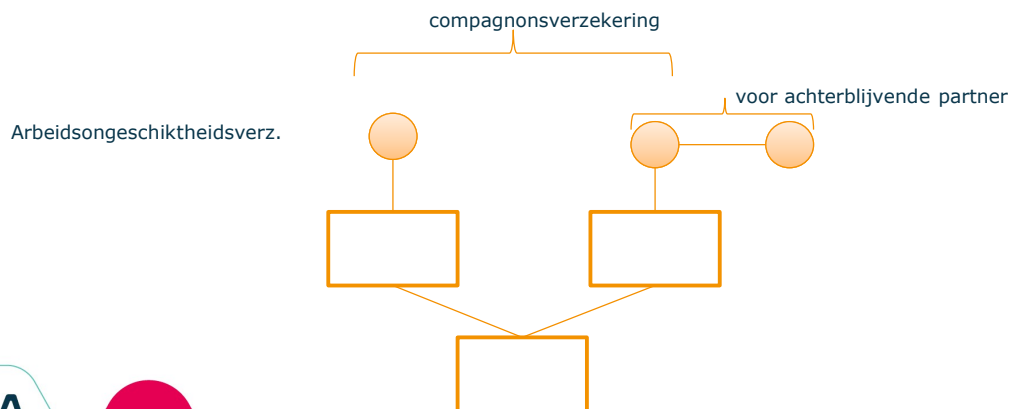 compagnonsverzekering
voor achterblijvende partner
Arbeidsongeschiktheidsverz.
A